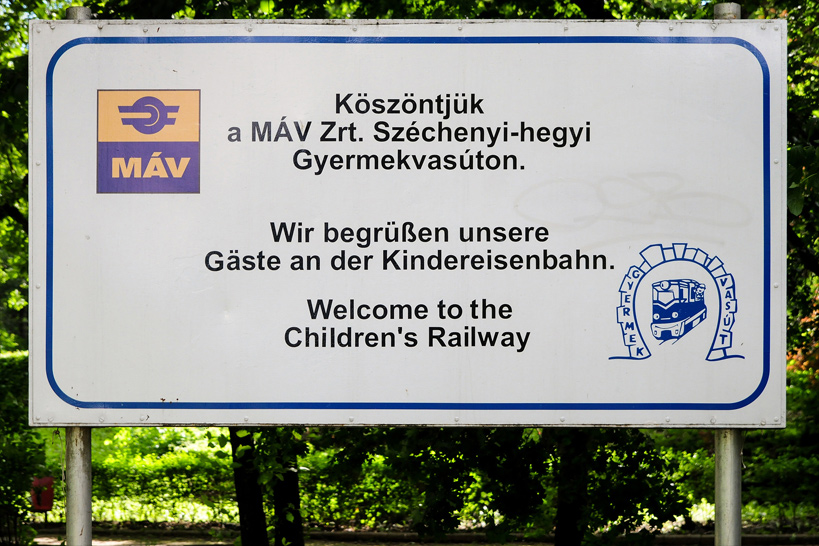 MÁV
Köszöntjük
a MÁV Zrt. Széchenyi-hegyi
Gyermekvasúton.
Wir begrüßen unsere
Gäste an der Kindereisenbahn.
Welcome to the
Children's Railway
GYERMEK
VASÚT